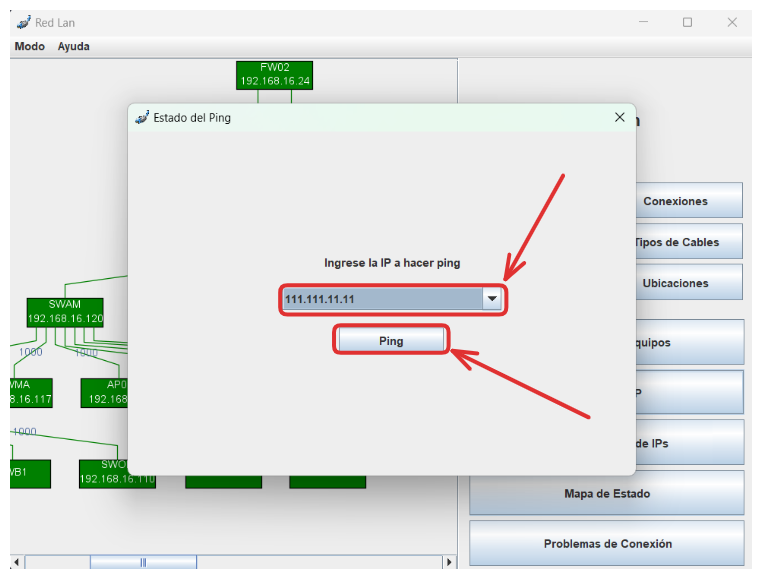 Red Lan
Modo Ayuda
FW02
192.168.16.24
Estado del Ping
Conexiones
Tipos de Cables
Ingrese la IP a hacer ping
Ubicaciones
111.111.11.11
SWAM
192.168.16.120
Ping
quipos
1000
1000
WMA
AP0
8.16.117
192.168
P
1000
de IPs
VB1
SWO
192.168.16.110
Mapa de Estado
Problemas de Conexión